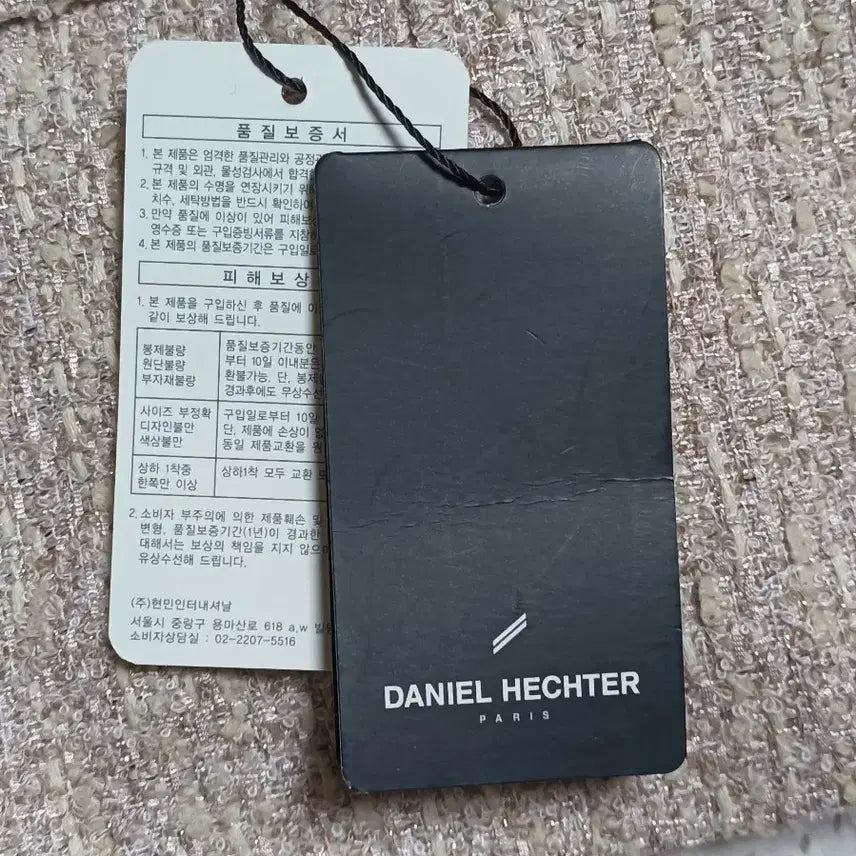 품질보증서
1. 본 제품은 엄격한 품질관리와 공정
규격 및 외관, 물성검사에서 합격
2. 본 제품의 수명을 연장시키기 위
치수, 세탁방법을 반드시 확인하여
3. 만약 품질에 이상이 있어 피해보
영수증 또는 구입증빙서류를 지참
4. 본 제품의 품질보증기간은 구입일
피해보상
1. 본 제품을 구입하신 후 품질에 이
같이 보상해 드립니다.
봉제불량
원단불량
부자재불량
품질보증기간동안
부터 10일 이내분은
환불가능, 단, 봉제
경과후에도 무상수선
사이즈 부정확
디자인불만
색상불만
구입일로부터 10일
단, 제품에 손상이 없
동일 제품교환을 원
상하 1착중
한쪽만 이상
상하1착 모두 교환 또
2. 소비자 부주의에 의한 제품훼손 및
변형, 품질보증기간(1년)이 경과한
대해서는 보상의 책임을 지지 않으며
유상수선해 드립니다.
(주)현민인터내셔날
서울시 중랑구 용마산로 618 a,w 빌
소비자상담실 : 02-2207-5516
DANIEL HECHTER
PARIS